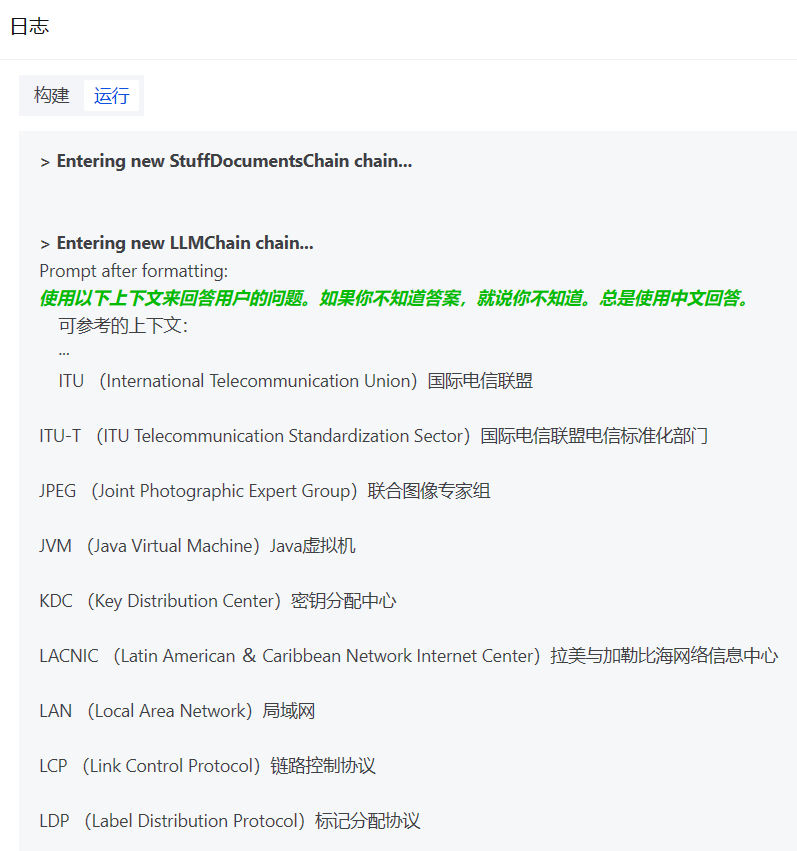 日志
构建 运行
> Entering new StuffDocumentsChain chain...
> Entering new LLMChain chain...
Prompt after formatting:
使用以下上下文来回答用户的问题。如果你不知道答案，就说你不知道。总是使用中文回答。
可参考的上下文：
...
ITU （International Telecommunication Union）国际电信联盟
ITU-T （ITU Telecommunication Standardization Sector）国际电信联盟电信标准化部门
JPEG （Joint Photographic Expert Group）联合图像专家组
JVM （Java Virtual Machine）Java虚拟机
KDC （Key Distribution Center）密钥分配中心
LACNIC （Latin American ＆ Caribbean Network Internet Center）拉美与加勒比海网络信息中心
LAN （Local Area Network）局域网
LCP （Link Control Protocol）链路控制协议
LDP （Label Distribution Protocol）标记分配协议